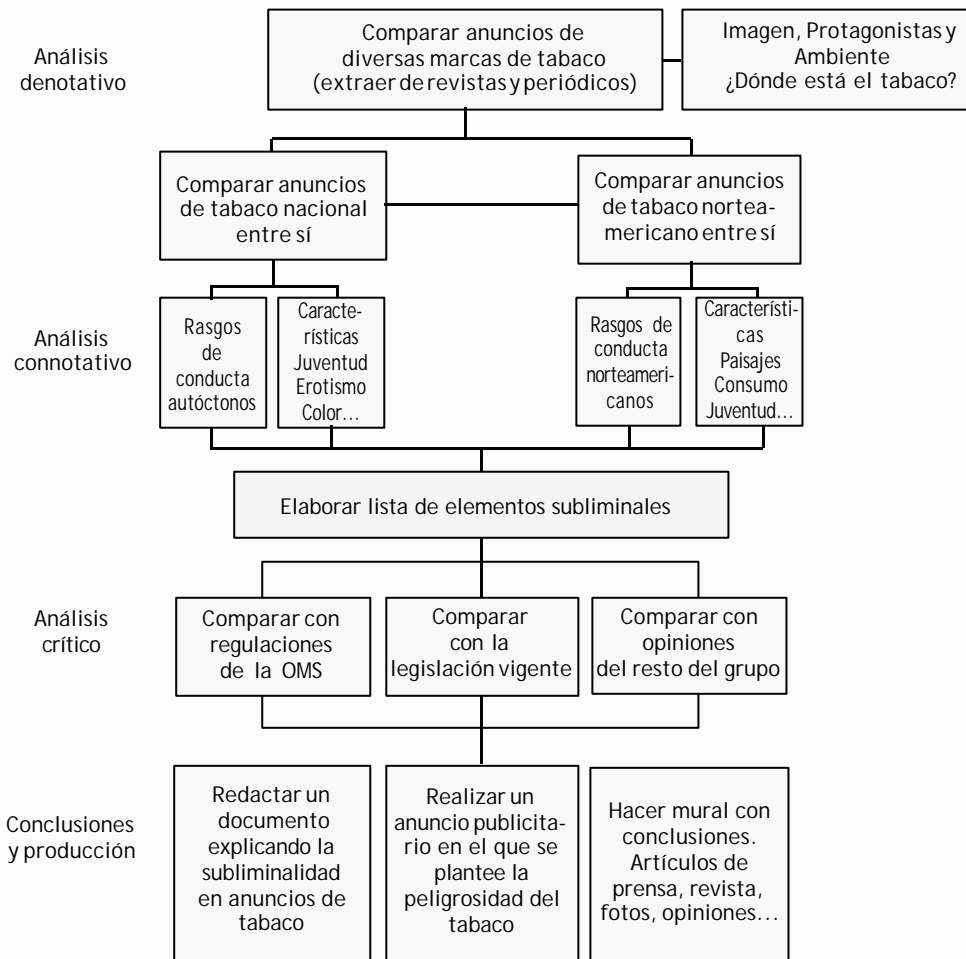 Análisis
denotativo
Comparar anuncios de
diversas marcas de tabaco
(extraer de revistas y periódicos)
Imagen, Protagonistas y
Ambiente
¿Dónde está el tabaco?
Comparar anuncios
de tabaco nacional
entre sí
Comparar anuncios
de tabaco nortea-
mericano entre sí
Análisis
connotativo
Rasgos
de
conducta
autóctonos
Caracte-
rísticas
Juventud
Erotismo
Color...
Rasgos de
conducta
norteameri-
canos
Característi-
cas
Paisajes
Consumo
Juventud...
Elaborar lista de elementos subliminales
Análisis
crítico
Comparar con
regulaciones
de la OMS
Comparar
con la
legislación vigente
Comparar con
opiniones
del resto del grupo
Conclusiones
y producción
Redactar un
documento
explicando la
subliminalidad
en anuncios de
tabaco
Realizar un
anuncio publicita-
rio en el que se
plantee la
peligrosidad del
tabaco
Hacer mural con
conclusiones.
Artículos de
prensa, revista,
fotos, opiniones...